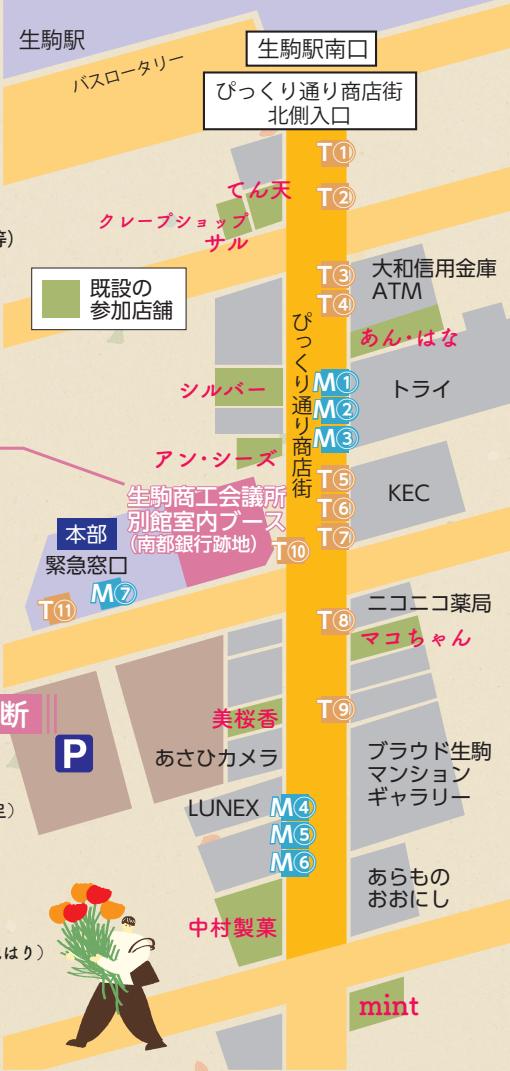 生駒駅
生駒駅南口
バスロータリー
ぴっくり通り商店街
北側入口
T①
てん天
T②
クレープショップ
サル
等)
既設の
参加店舗
T③
大和信用金庫
ATM
T④
ぴっくり通り商店街
あん・はな
シルバー
M①
トライ
M②
M③
アン・シーズ
T⑤
KEC
生駒商工会議所
別館室内ブース
(南都銀行跡地)
T⑥
T⑦
T⑩
本部
緊急窓口
M⑦
T⑪
ニコニコ薬局
T⑧
マコちゃん
断
美桜香
T⑨
P
あさひカメラ
プラウド生駒
マンション
ギャラリー
LUNEX
M④
M⑤
M⑥
あらもの
おおにし
中村製菓
はり)
mint